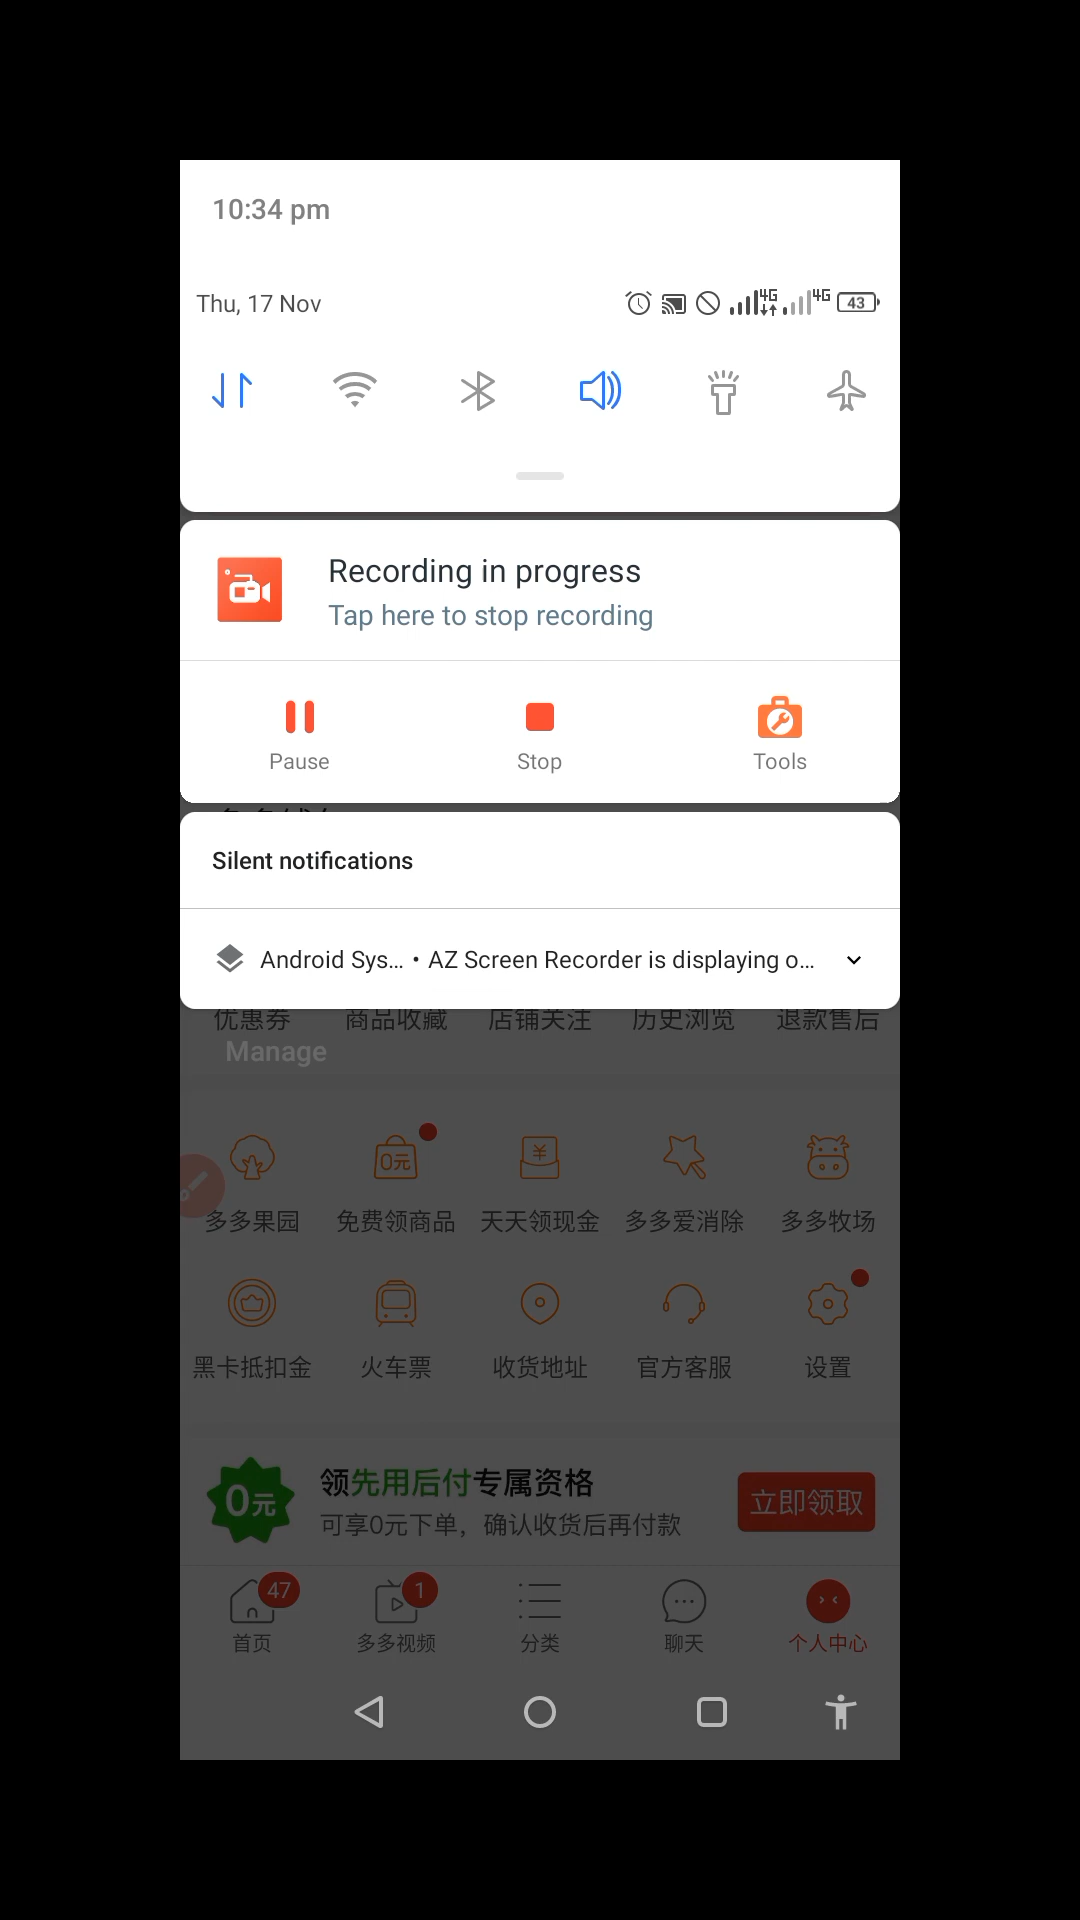 10:34 pm
Thu, 17 Nov
4G 4G 43
Recording in progress
Tap here to stop recording
Pause Stop Tools
Silent notifications
Android Sys... • AZ Screen Recorder is displaying o...
优惠券 商品收藏 店铺关注 历史浏览 退款售后
Manage
0元 ¥
多多果园 免费领商品 天天领现金 多多爱消除 多多牧场
黑卡抵扣金 火车票 收货地址 官方客服 设置
0元 领先用后付专属资格
可享0元下单，确认收货后再付款
立即领取
47 1
首页 多多视频 分类 聊天 个人中心